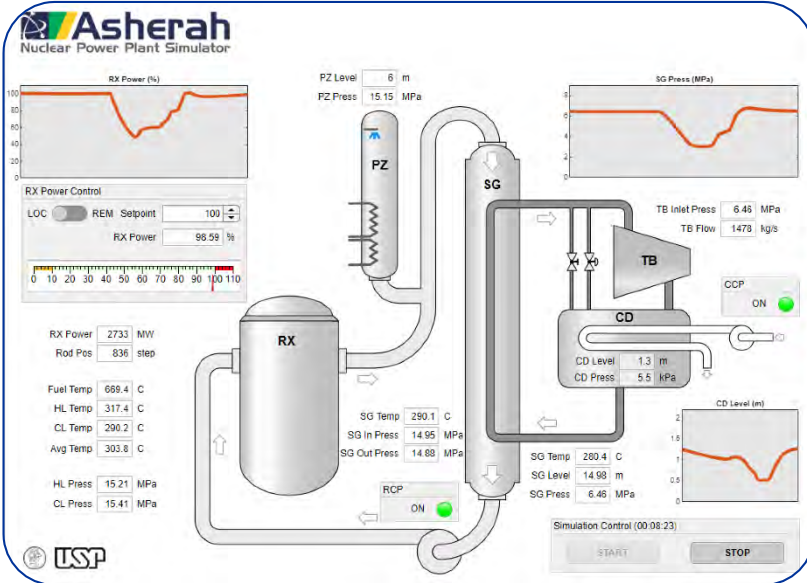 Asherah
Nuclear Power Plant Simulator
RX Power (%)
100
80
60
40
20
0
RX Power Control
LOC REM Setpoint 100
RX Power 98.59 %
0 10 20 30 40 50 60 70 80 90 100 110
RX Power 2733 MW
Rod Pos 836 step
Fuel Temp 669.4 C
HL Temp 317.4 C
CL Temp 290.2 C
Avg Temp 303.8 C
HL Press 15.21 MPa
CL Press 15.41 MPa
USP
PZ Level 6 m
PZ Press 15.15 MPa
PZ
RX
SG
SG Temp 290.1 C
SG In Press 14.95 MPa
SG Out Press 14.88 MPa
RCP
ON
SG Press (MPa)
8
6
4
2
0
TB Inlet Press 6.46 MPa
TB Flow 1478 kg/s
TB
CCP
ON
CD
CD Level 1.3 m
CD Press 5.5 kPa
CD Level (m)
2
1.5
1
0.5
0
SG Temp 280.4 C
SG Level 14.98 m
SG Press 6.46 MPa
Simulation Control (00:08:23)
START STOP